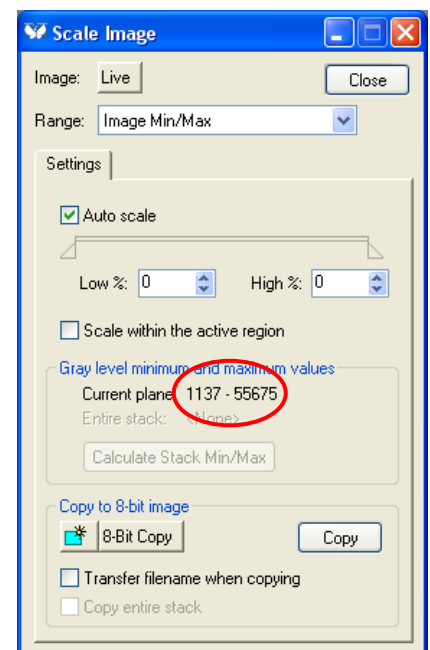 Scale Image
Image: Live Close
Range: Image Min/Max
Settings
Auto scale
Low %: 0 High %: 0
Scale within the active region
Gray level minimum and maximum values
Current plane: 1137 - 55675
Entire stack: <None>
Calculate Stack Min/Max
Copy to 8-bit image
8-Bit Copy Copy
Transfer filename when copying
Copy entire stack